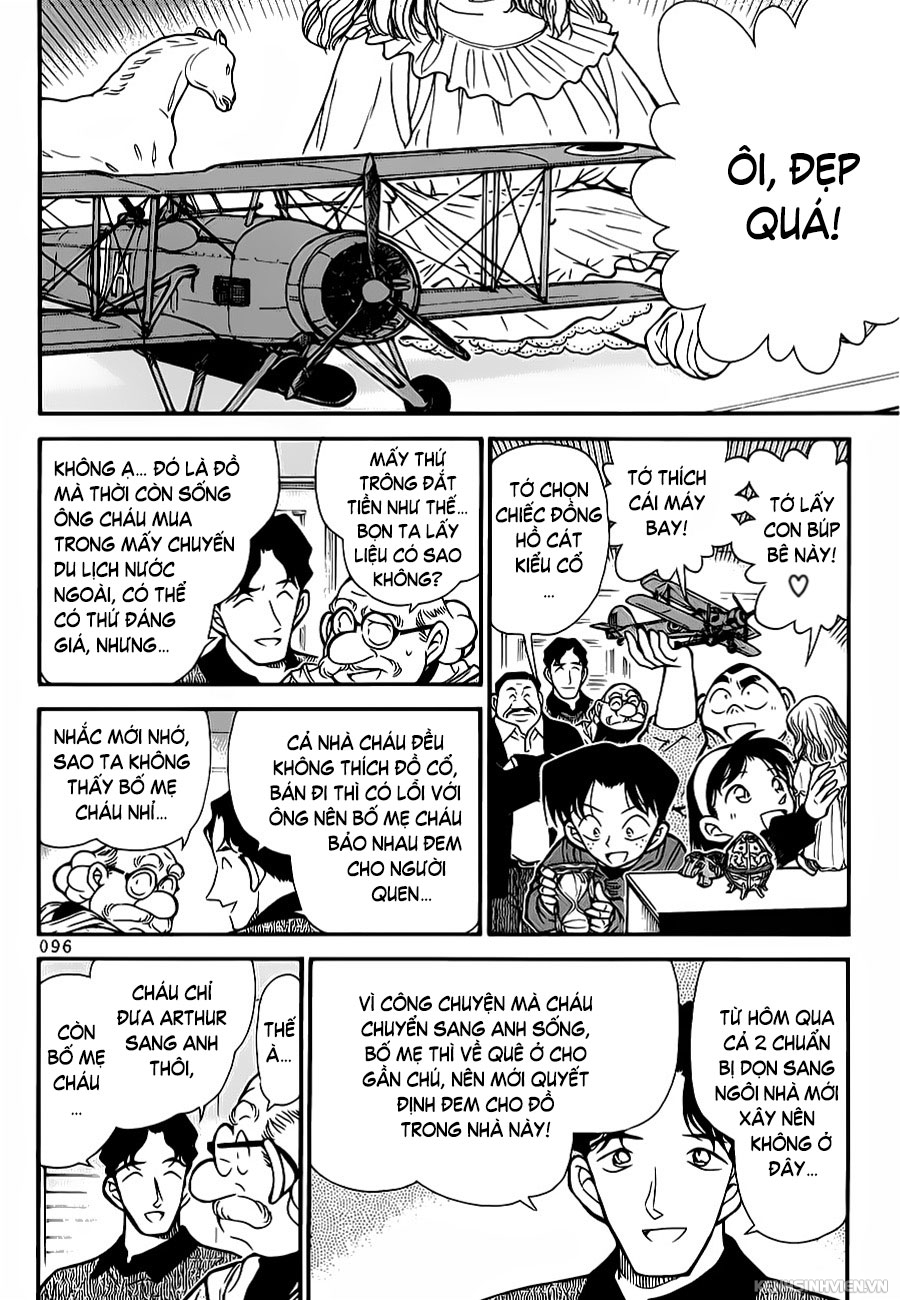 ÔI, ĐẸP
QUÁ!
TỚ LẤY
CON BÚP
BÊ NÀY!
TỚ THÍCH
CÁI MÁY
BAY!
TỚ CHỌN
CHIẾC ĐỒNG
HỒ CÁT
KIỂU CỔ
...
MẤY THỨ
TRÔNG ĐẮT
TIỀN NHƯ THẾ...
BỌN TA LẤY
LIỆU CÓ SAO
KHÔNG?
KHÔNG Ạ... ĐÓ LÀ ĐỒ
MÀ THỜI CÒN SỐNG
ÔNG CHÁU MUA
TRONG MẤY CHUYẾN
DU LỊCH NƯỚC
NGOÀI, CÓ THỂ
CÓ THỨ ĐÁNG
GIÁ, NHƯNG...
CẢ NHÀ CHÁU ĐỀU
KHÔNG THÍCH ĐỒ CỔ,
BÁN ĐI THÌ CÓ LỖI VỚI
ÔNG NÊN BỐ MẸ CHÁU
BẢO NHAU ĐEM
CHO NGƯỜI
QUEN...
NHẮC MỚI NHỚ,
SAO TA KHÔNG
THẤY BỐ MẸ
CHÁU NHỈ...
096
TỪ HÔM QUA
CẢ 2 CHUẨN
BỊ DỌN SANG
NGÔI NHÀ MỚI
XÂY NÊN
KHÔNG Ở
ĐÂY...
VÌ CÔNG CHUYỆN MÀ CHÁU
CHUYỂN SANG ANH SỐNG,
BỐ MẸ THÌ VỀ QUÊ Ở CHO
GẦN CHÚ, NÊN MỚI QUYẾT
ĐỊNH ĐEM CHO ĐỒ
TRONG NHÀ NÀY!
THẾ
À...
CHÁU CHỈ
ĐƯA ARTHUR
SANG ANH
THÔI,
CÒN
BỐ MẸ
CHÁU
...